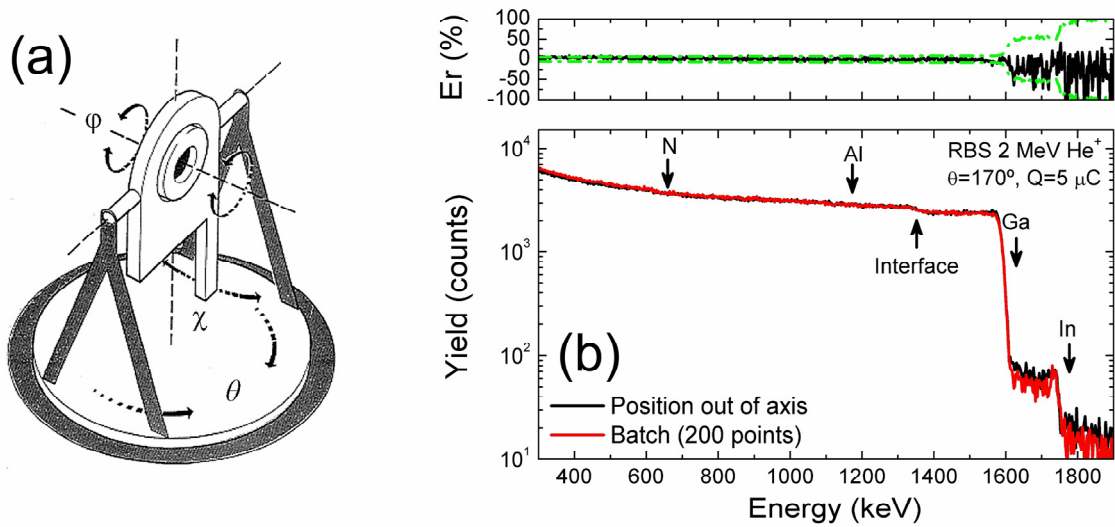 (a)
φ
χ
θ
Er (%)
100
50
0
-50
-100
Yield (counts)
10⁴
10³
10²
10¹
N
Al
RBS 2 MeV He⁺
θ=170º, Q=5 μC
Ga
Interface
In
(b)
Position out of axis
Batch (200 points)
400 600 800 1000 1200 1400 1600 1800
Energy (keV)